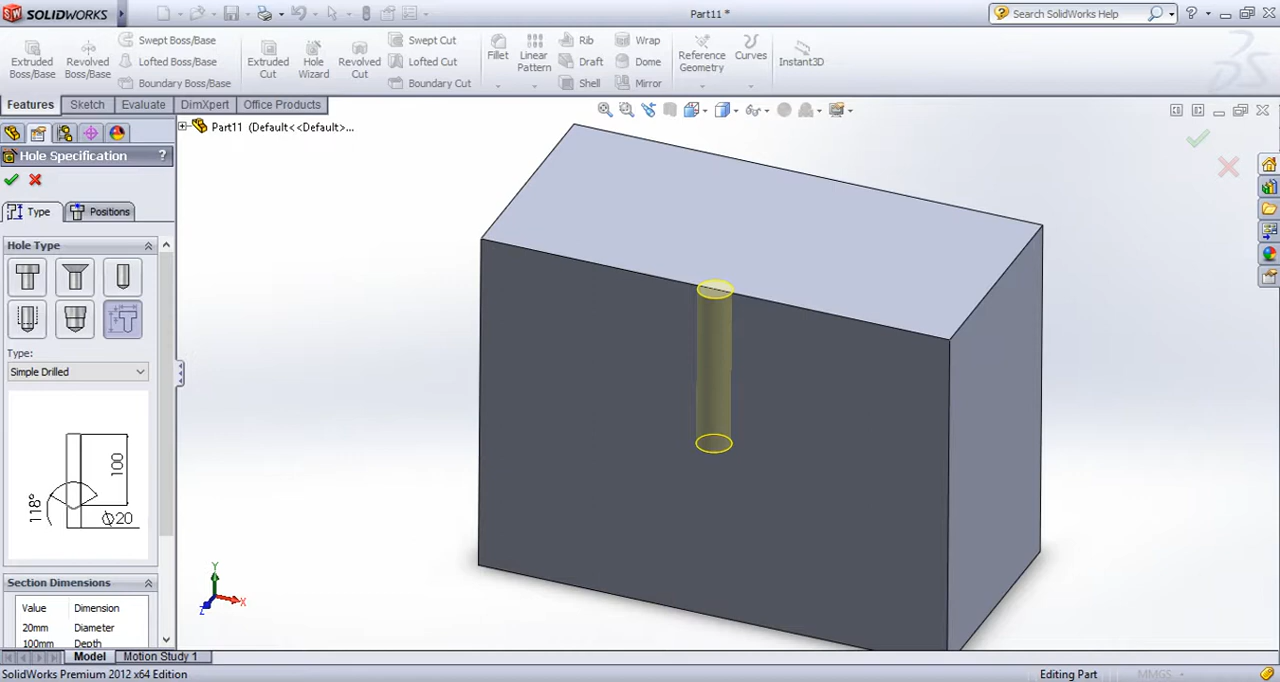 SOLIDWORKS
Part11 *
Search SolidWorks Help
Extruded Boss/Base
Revolved Boss/Base
Swept Boss/Base
Lofted Boss/Base
Boundary Boss/Base
Extruded Cut
Hole Wizard
Revolved Cut
Swept Cut
Lofted Cut
Boundary Cut
Fillet
Linear Pattern
Rib
Draft
Shell
Wrap
Dome
Mirror
Reference Geometry
Curves
Instant3D
Features
Sketch
Evaluate
DimXpert
Office Products
Part11 (Default<<Default>...
Hole Specification
?
Type
Positions
Hole Type
Type:
Simple Drilled
100
118°
Ø20
Section Dimensions
Value Dimension
20mm Diameter
100mm Depth
Y
X
Z
Model
Motion Study 1
SolidWorks Premium 2012 x64 Edition
Editing Part
MMGS